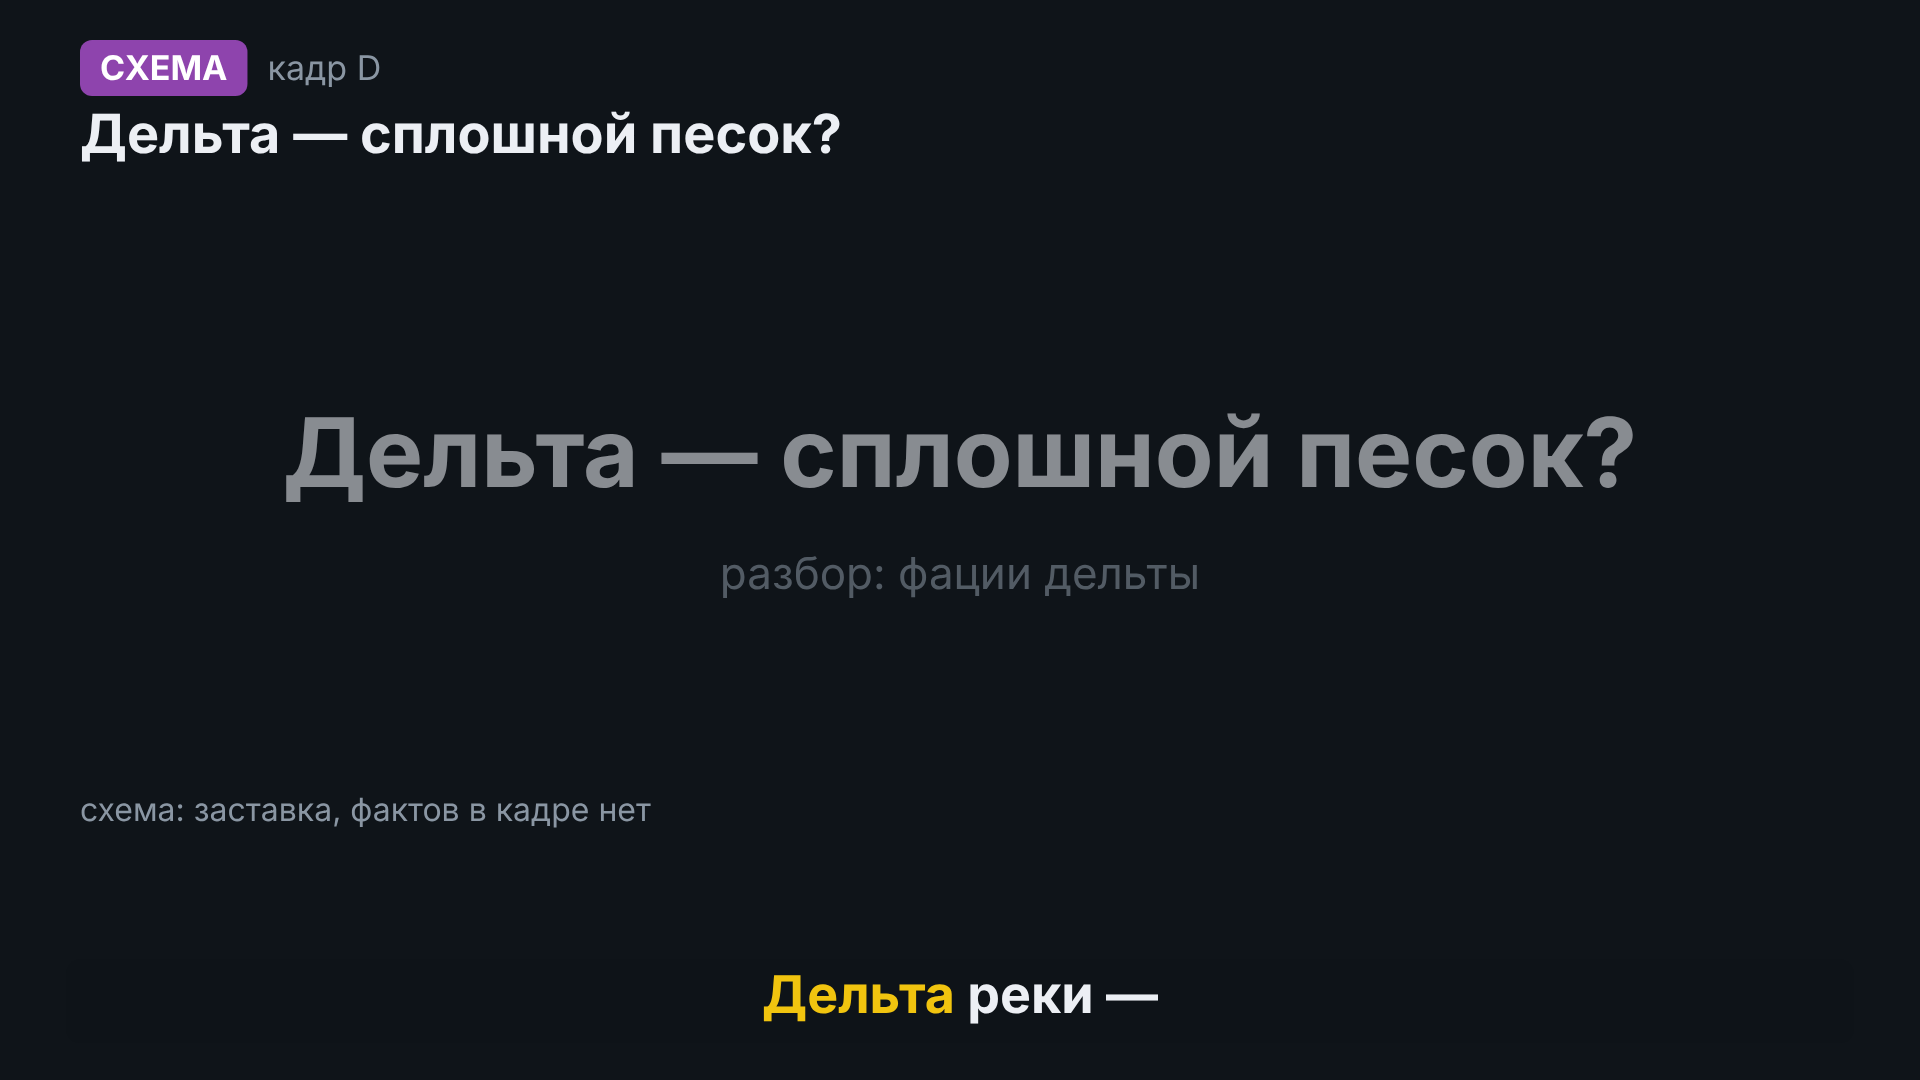 СХЕМА кадр D
Дельта — сплошной песок?
Дельта — сплошной песок?
разбор: фации дельты
схема: заставка, фактов в кадре нет
Дельта реки —